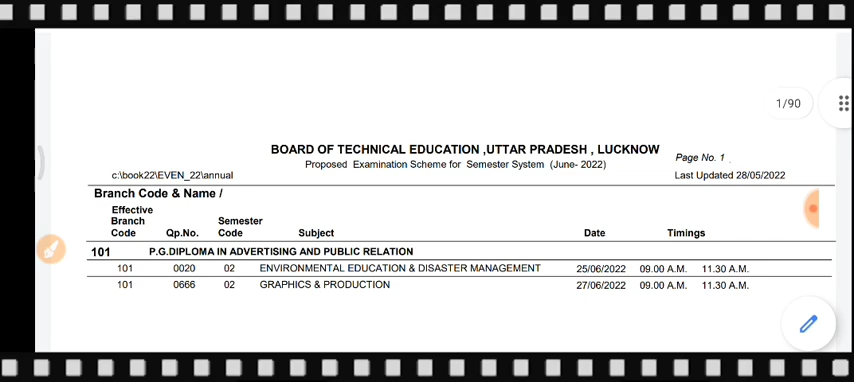 1/90
BOARD OF TECHNICAL EDUCATION ,UTTAR PRADESH , LUCKNOW
Page No. 1
Proposed Examination Scheme for Semester System (June- 2022)
c:\book22\EVEN_22\annual
Last Updated 28/05/2022
Branch Code & Name /
Effective
Branch Semester
Code Qp.No. Code Subject Date Timings
101 P.G.DIPLOMA IN ADVERTISING AND PUBLIC RELATION
101 0020 02 ENVIRONMENTAL EDUCATION & DISASTER MANAGEMENT 25/06/2022 09.00 A.M. 11.30 A.M.
101 0666 02 GRAPHICS & PRODUCTION 27/06/2022 09.00 A.M. 11.30 A.M.